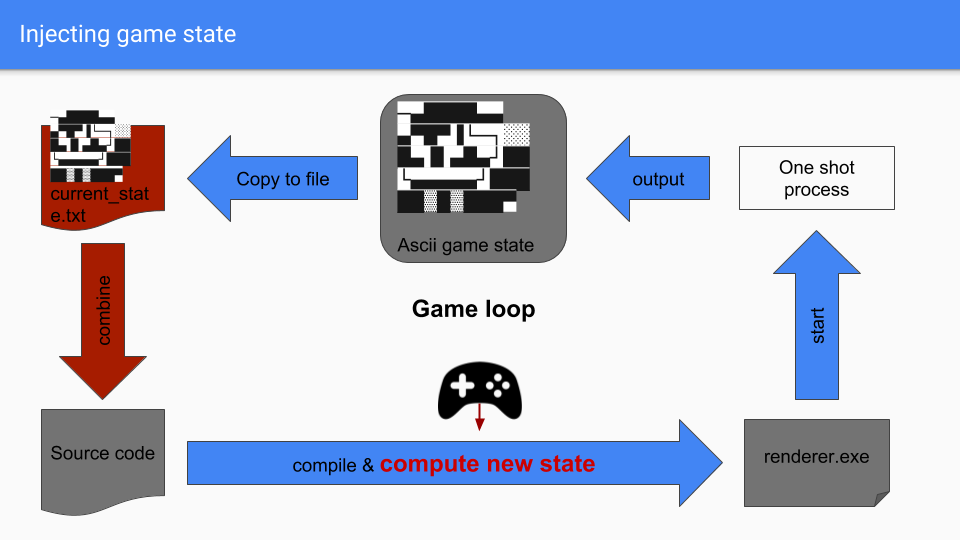 Injecting game state
current_stat
e.txt
Copy to file
Ascii game state
output
One shot
process
combine
Game loop
start
Source code
compile & compute new state
renderer.exe